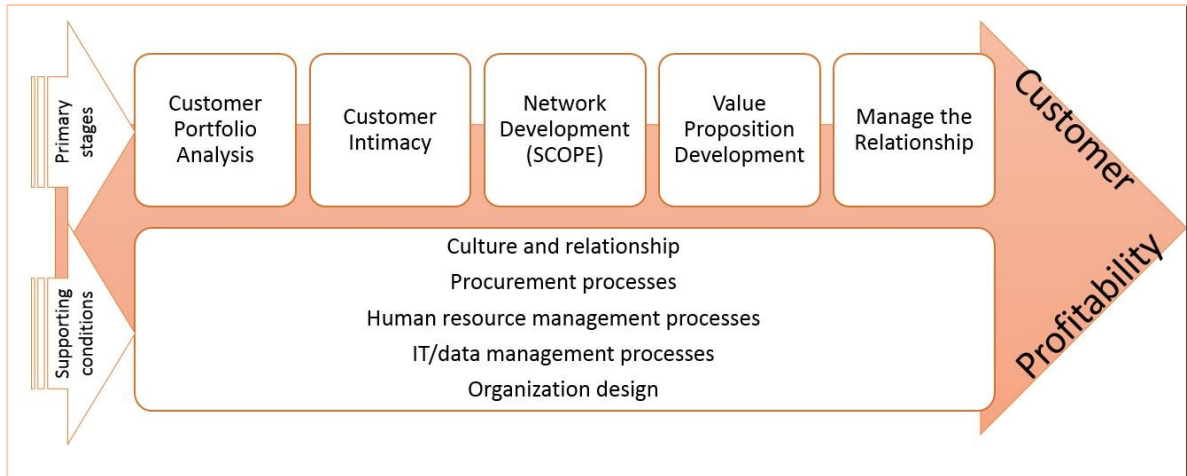 Primary
stages
Customer
Portfolio
Analysis
Customer
Intimacy
Network
Development
(SCOPE)
Value
Proposition
Development
Manage the
Relationship
Customer
Profitability
Supporting
conditions
Culture and relationship
Procurement processes
Human resource management processes
IT/data management processes
Organization design